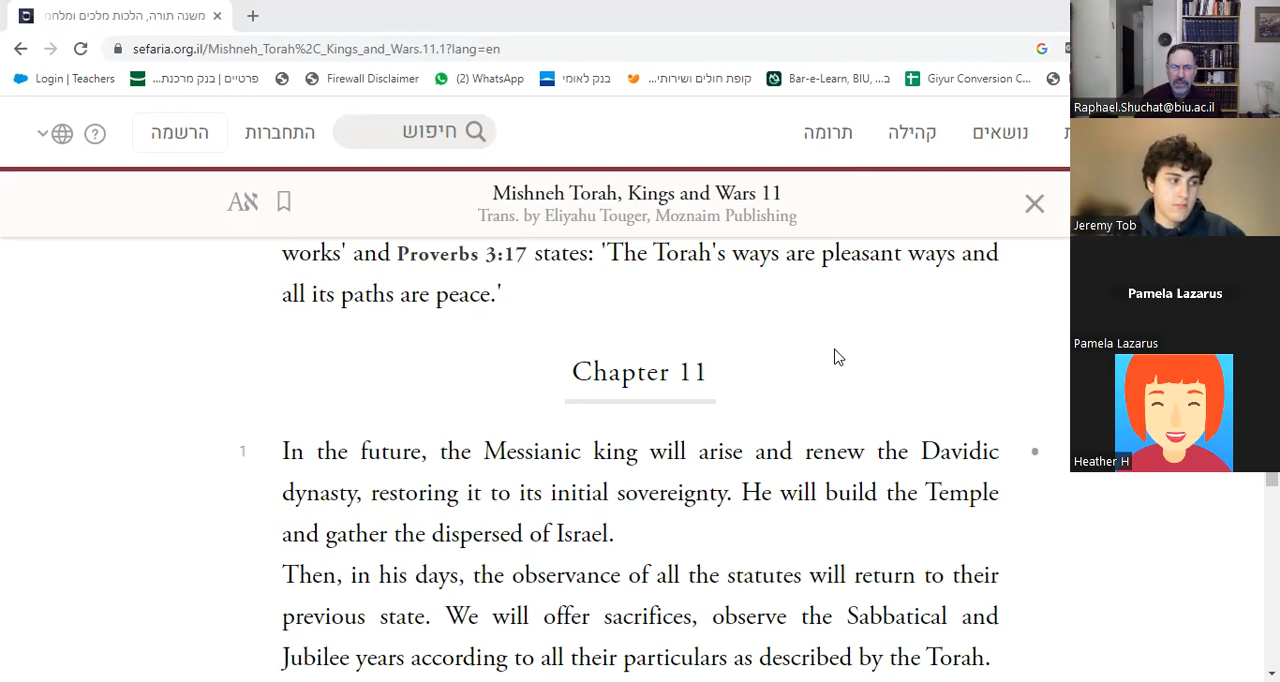 משנה תורה, הלכות מלכים ומלחמ
sefaria.org.il/Mishneh_Torah%2C_Kings_and_Wars.11.1?lang=en
Login | Teachers
פרטיים | בנק מרכנת...
Firewall Disclaimer
(2) WhatsApp
בנק לאומי
קופת חולים ושירותי...
Bar-e-Learn, BIU, ...ב
Giyur Conversion C...
הרשמה
התחברות
חיפוש
תרומה
קהילה
נושאים
Mishneh Torah, Kings and Wars 11
Trans. by Eliyahu Touger, Moznaim Publishing
Aא
works' and Proverbs 3:17 states: 'The Torah's ways are pleasant ways and
all its paths are peace.'
Chapter 11
1 In the future, the Messianic king will arise and renew the Davidic
dynasty, restoring it to its initial sovereignty. He will build the Temple
and gather the dispersed of Israel.
Then, in his days, the observance of all the statutes will return to their
previous state. We will offer sacrifices, observe the Sabbatical and
Jubilee years according to all their particulars as described by the Torah.
Raphael.Shuchat@biu.ac.il
Jeremy Tob
Pamela Lazarus
Pamela Lazarus
Heather H